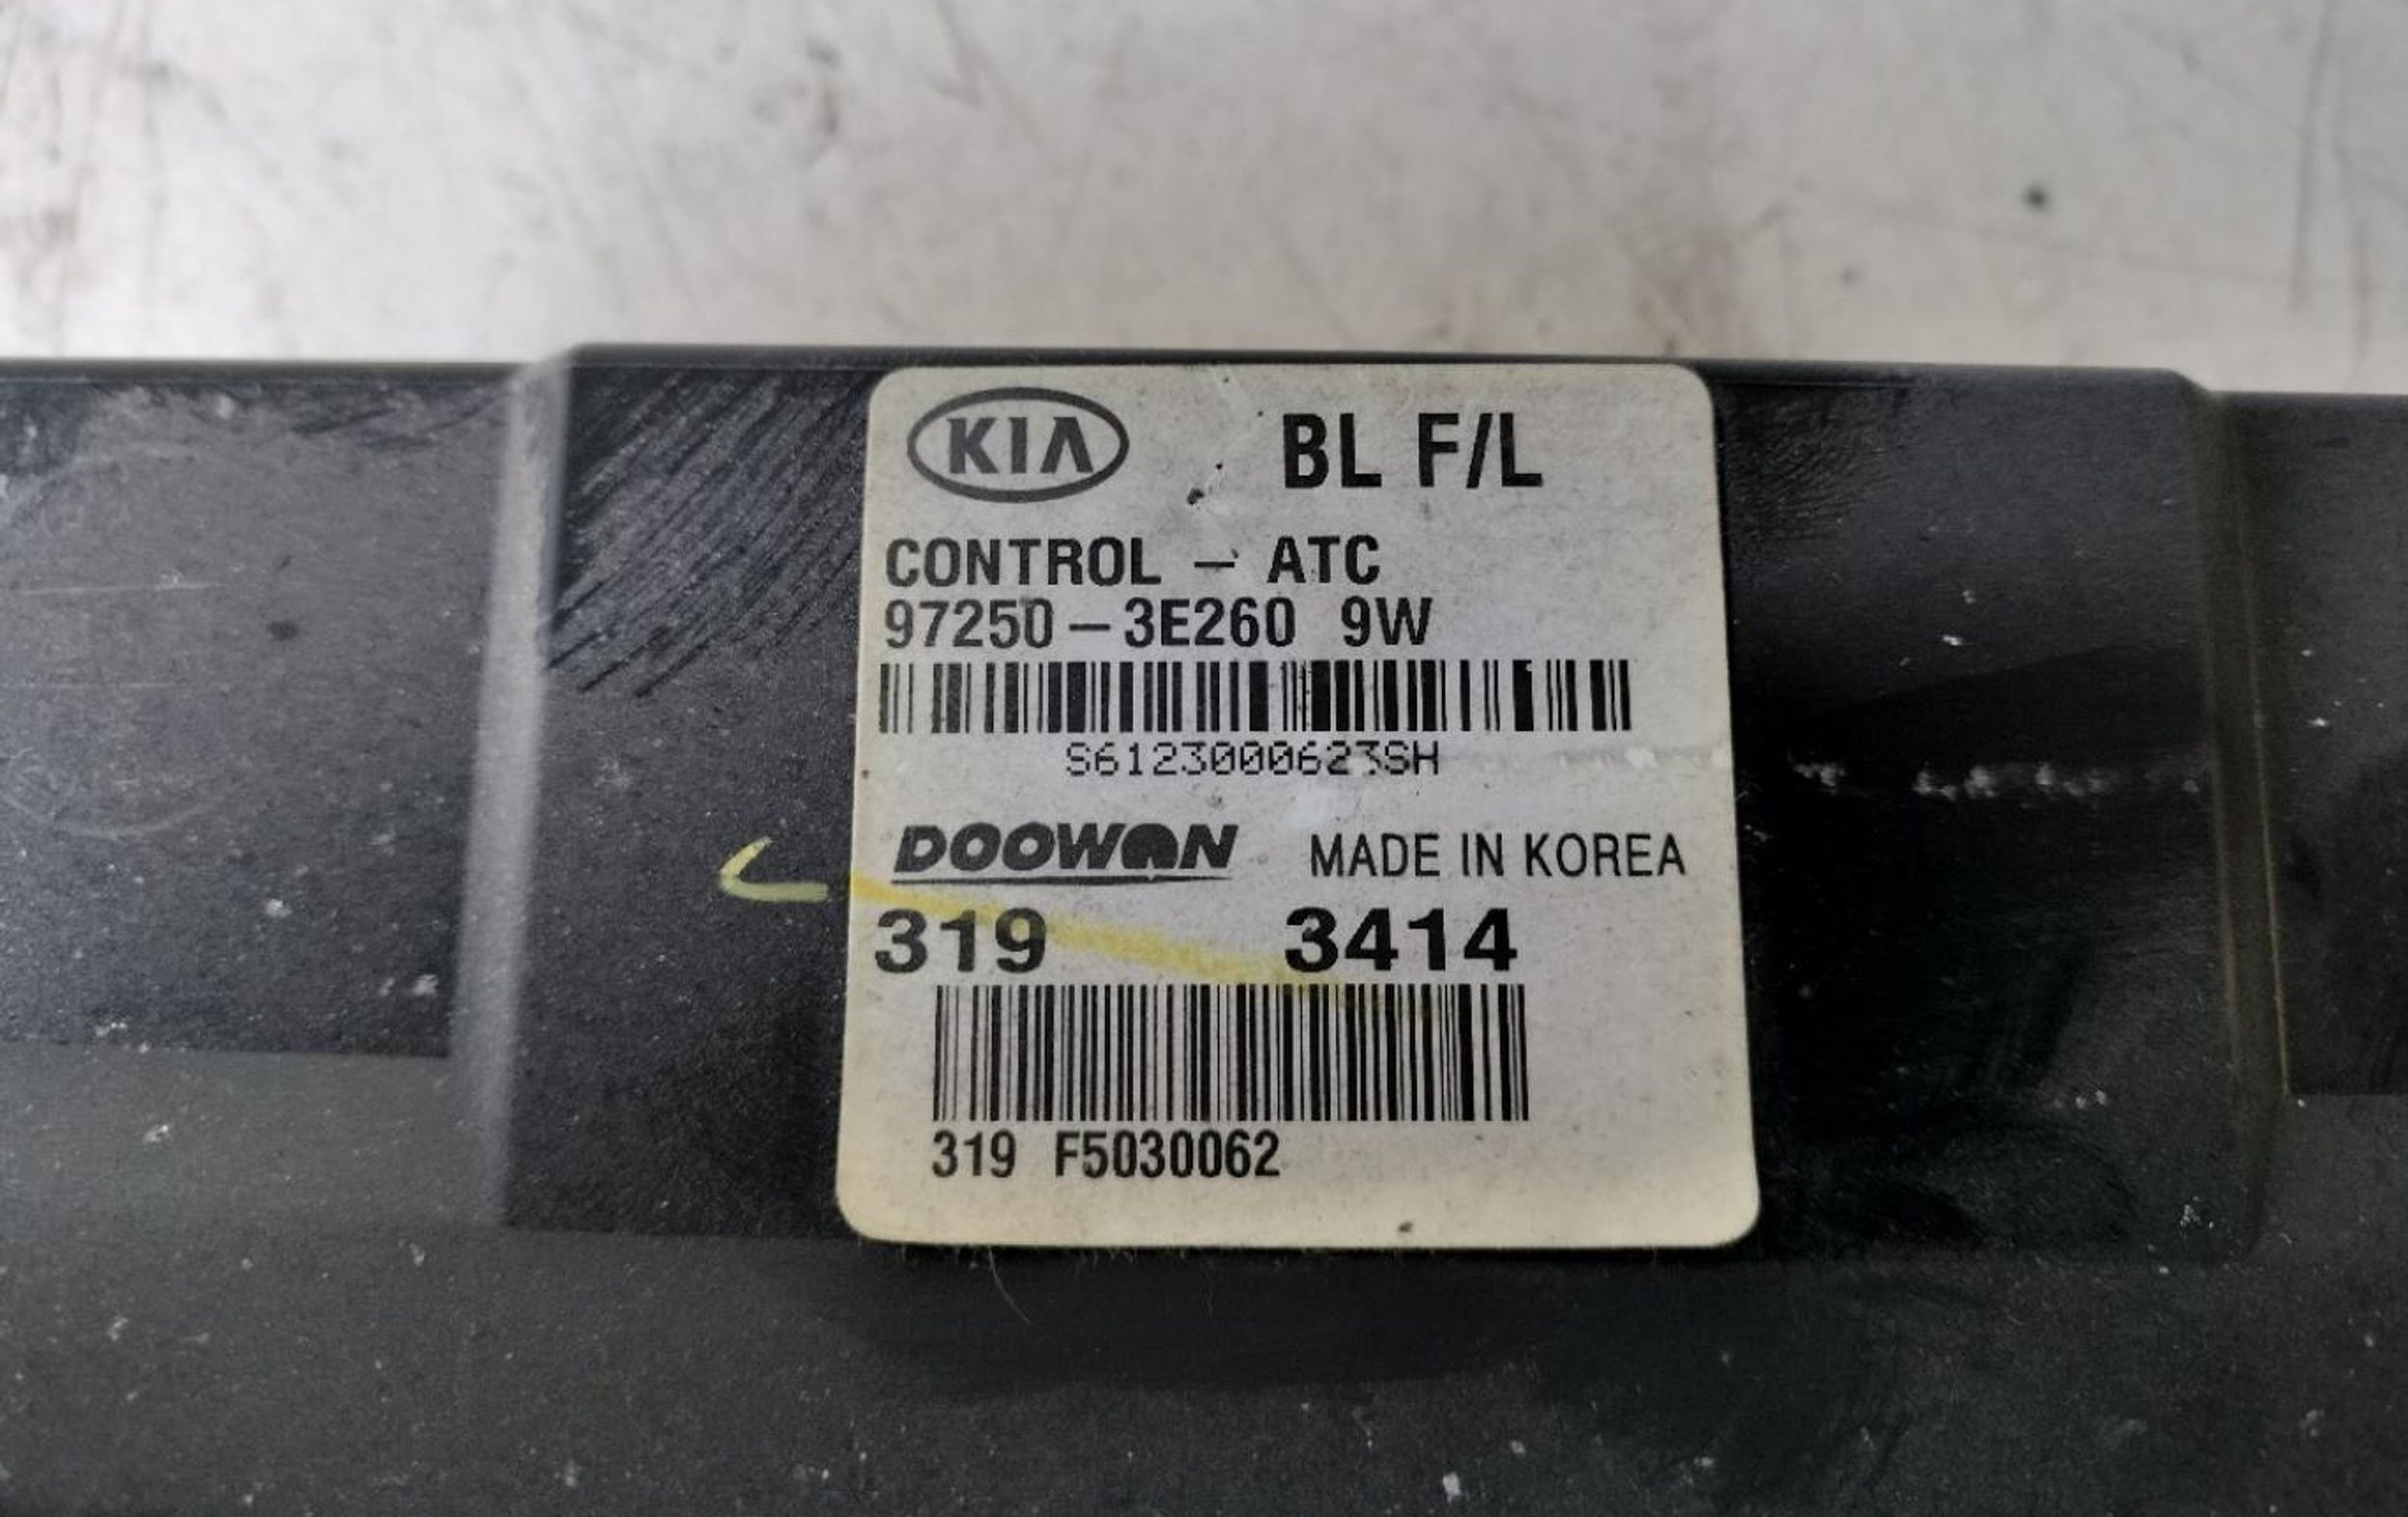 KIA BL F/L
CONTROL – ATC
97250–3E260 9W
S6123000623SH
DOOWON MADE IN KOREA
319 3414
319 F5030062